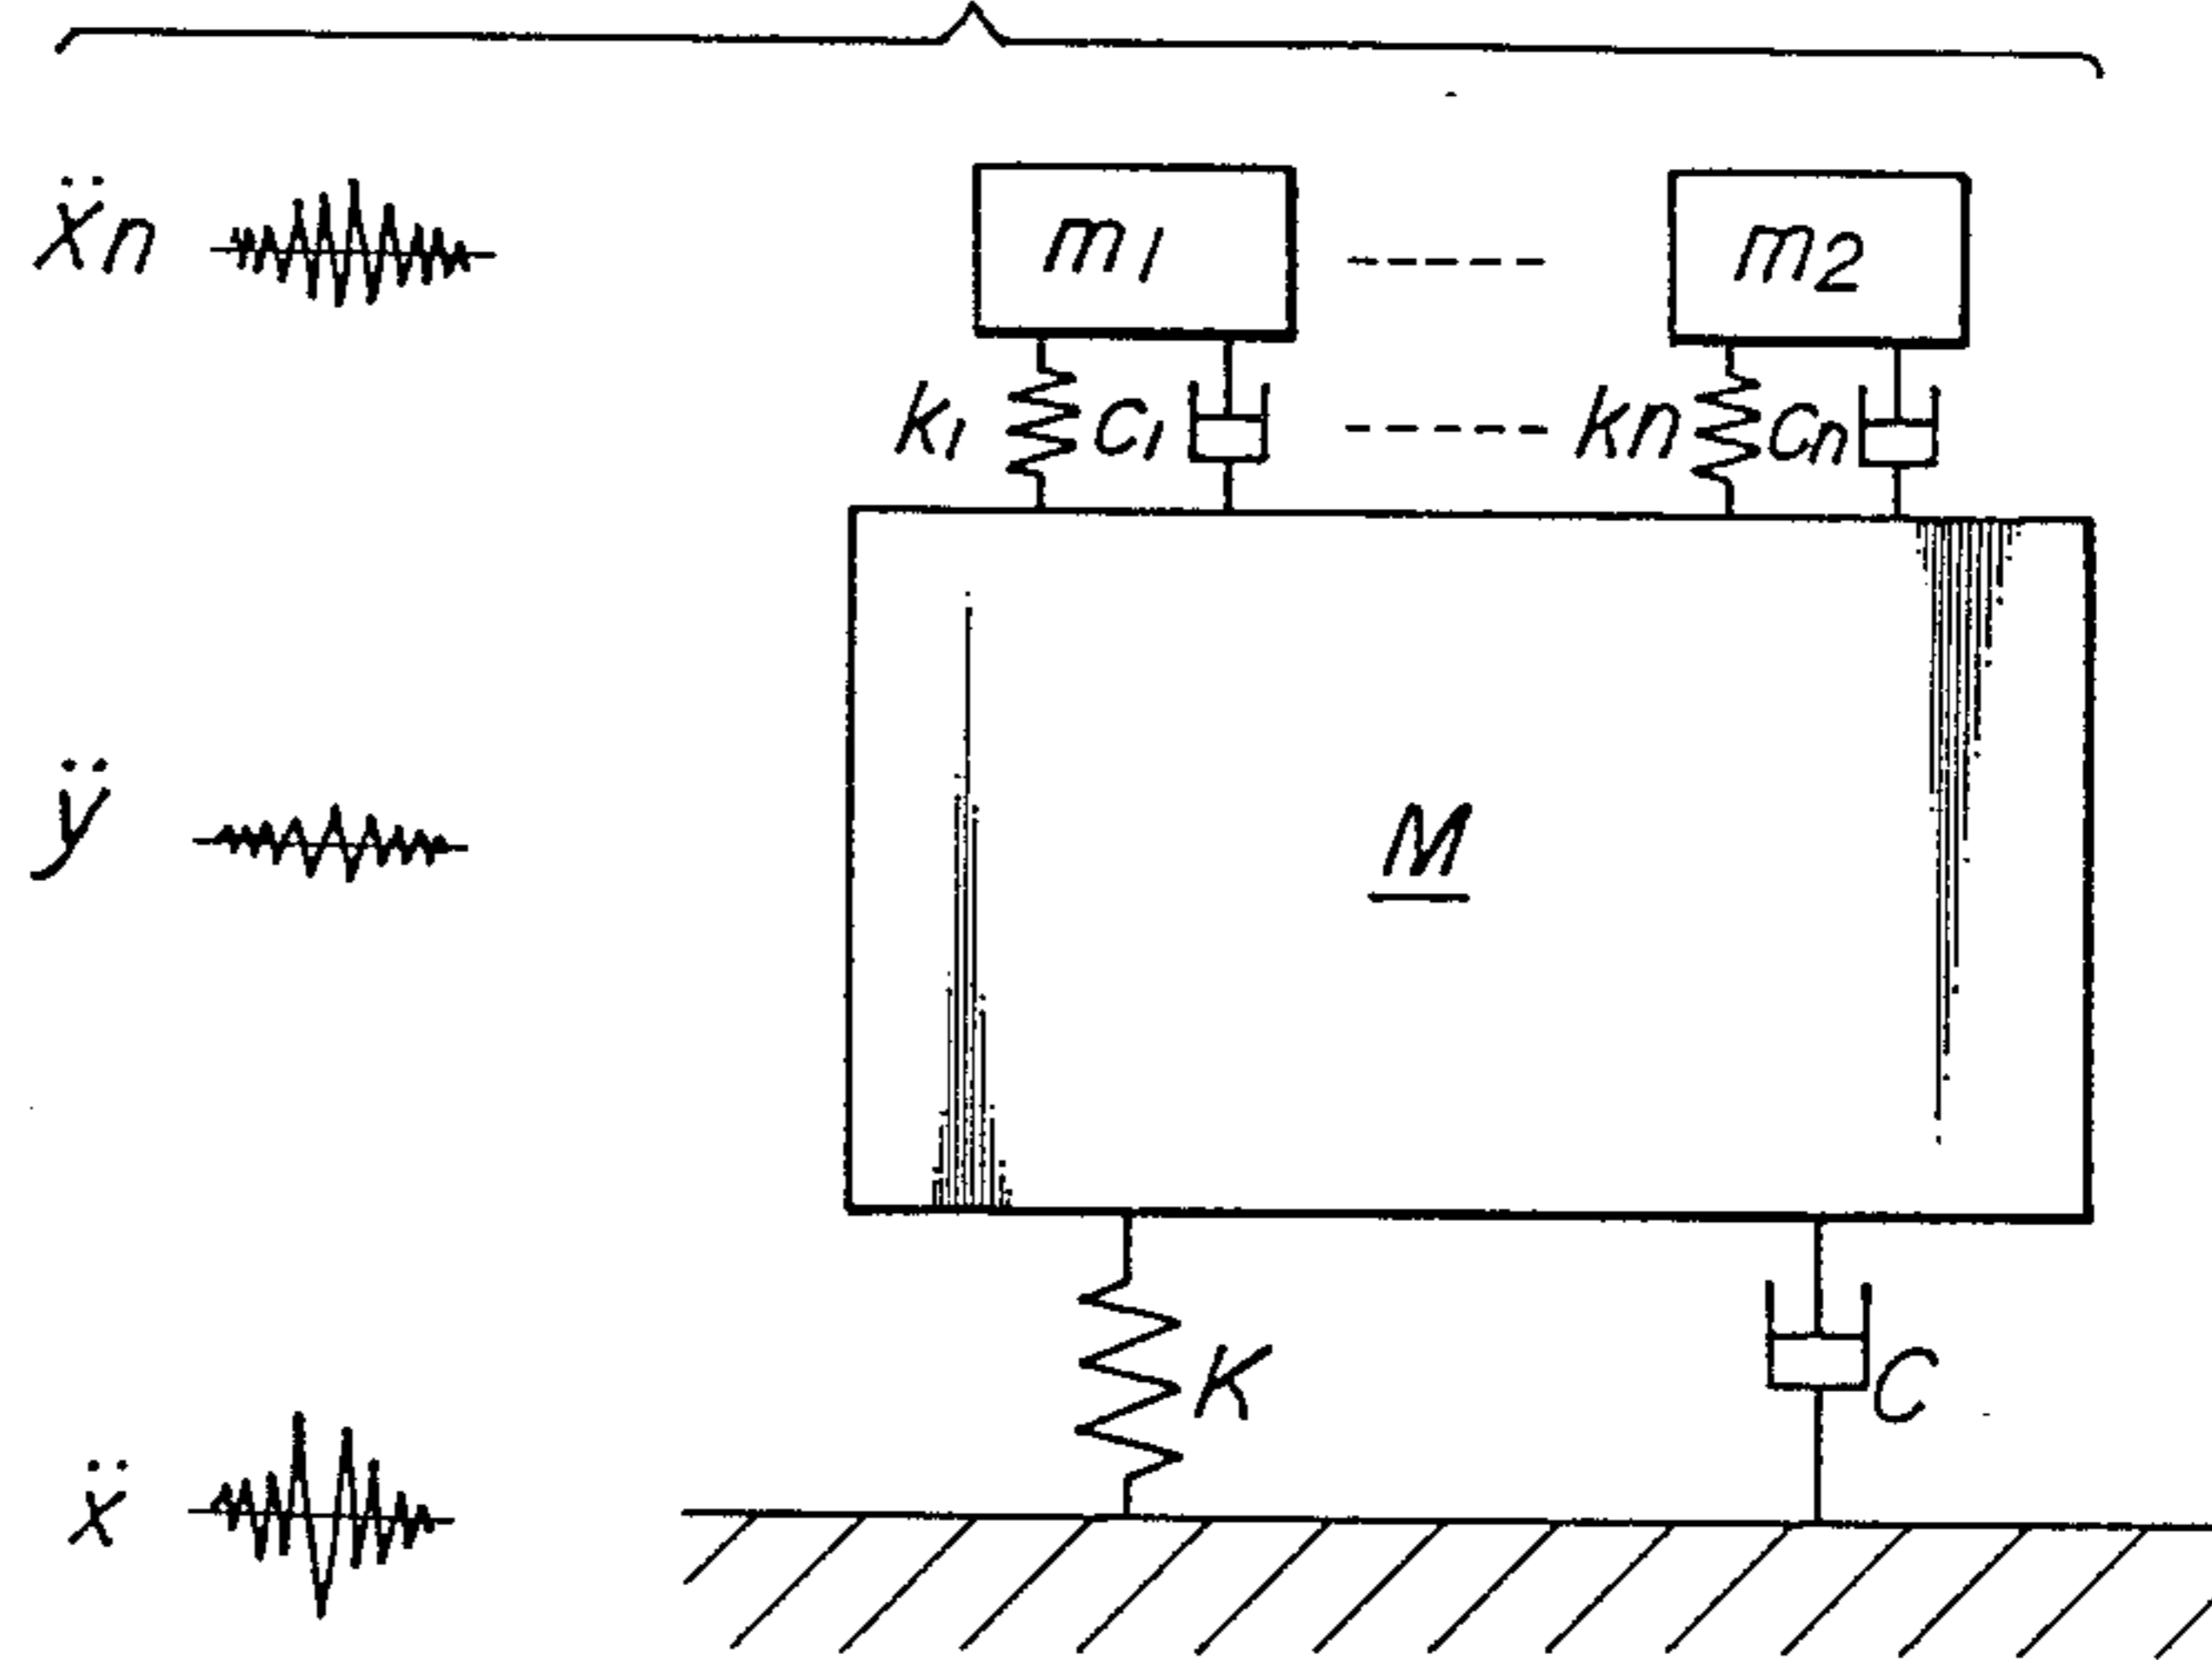 ẍn m1 ------ m2
k1 c1 ------ kn cn
ÿ M
K C
ẍ